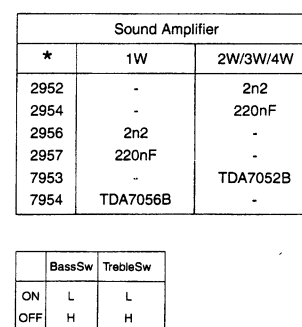 Sound Amplifier
* 1W 2W/3W/4W
2952 - 2n2
2954 - 220nF
2956 2n2 -
2957 220nF -
7953 - TDA7052B
7954 TDA7056B -
BassSw TrebleSw
ON L L
OFF H H